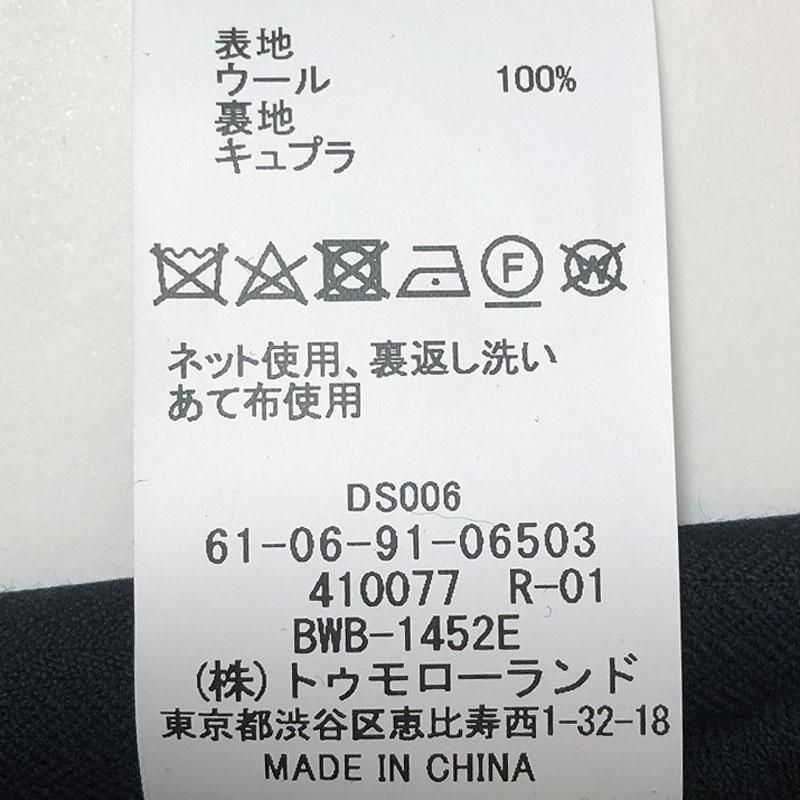 表地
ウール 100%
裏地
キュプラ
F W
ネット使用、裏返し洗い
あて布使用
DS006
61-06-91-06503
410077 R-01
BWB-1452E
(株)トゥモローランド
東京都渋谷区恵比寿西1-32-18
MADE IN CHINA